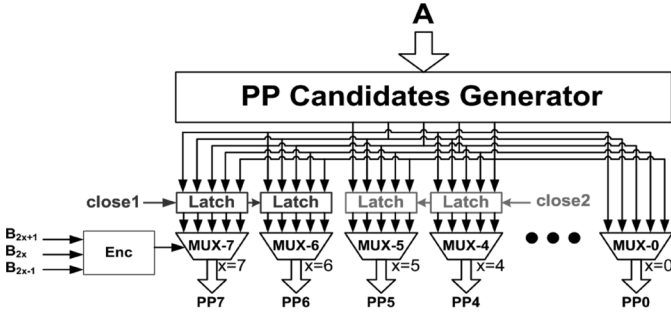 A
PP Candidates Generator
close1 Latch Latch Latch Latch close2
B2x+1
B2x
B2x-1
Enc
MUX-7 MUX-6 MUX-5 MUX-4 MUX-0
x=7 x=6 x=5 x=4 x=0
PP7 PP6 PP5 PP4 PP0